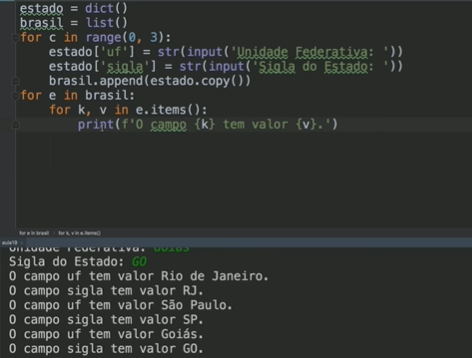 estado = dict()
brasil = list()
for c in range(0, 3):
    estado['uf'] = str(input('Unidade Federativa: '))
    estado['sigla'] = str(input('Sigla do Estado: '))
    brasil.append(estado.copy())
for e in brasil:
    for k, v in e.items():
        print(f'O campo {k} tem valor {v}.')
for e in brasil > for k, v in e.items()
aula19
Unidade Federativa: Goiás
Sigla do Estado: GO
O campo uf tem valor Rio de Janeiro.
O campo sigla tem valor RJ.
O campo uf tem valor São Paulo.
O campo sigla tem valor SP.
O campo uf tem valor Goiás.
O campo sigla tem valor GO.